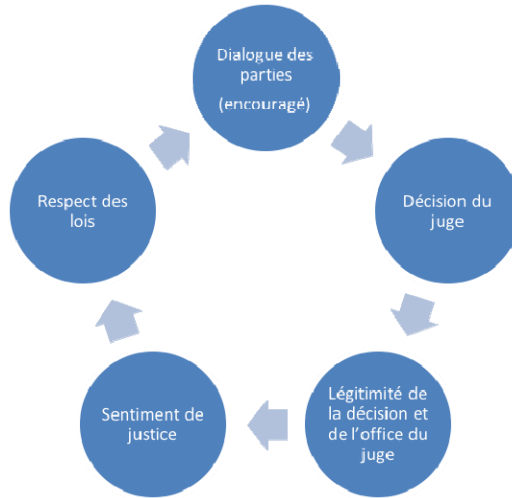 Dialogue des
parties
(encouragé)
Décision du
juge
Légitimité de
la décision et
de l'office du
juge
Sentiment de
justice
Respect des
lois